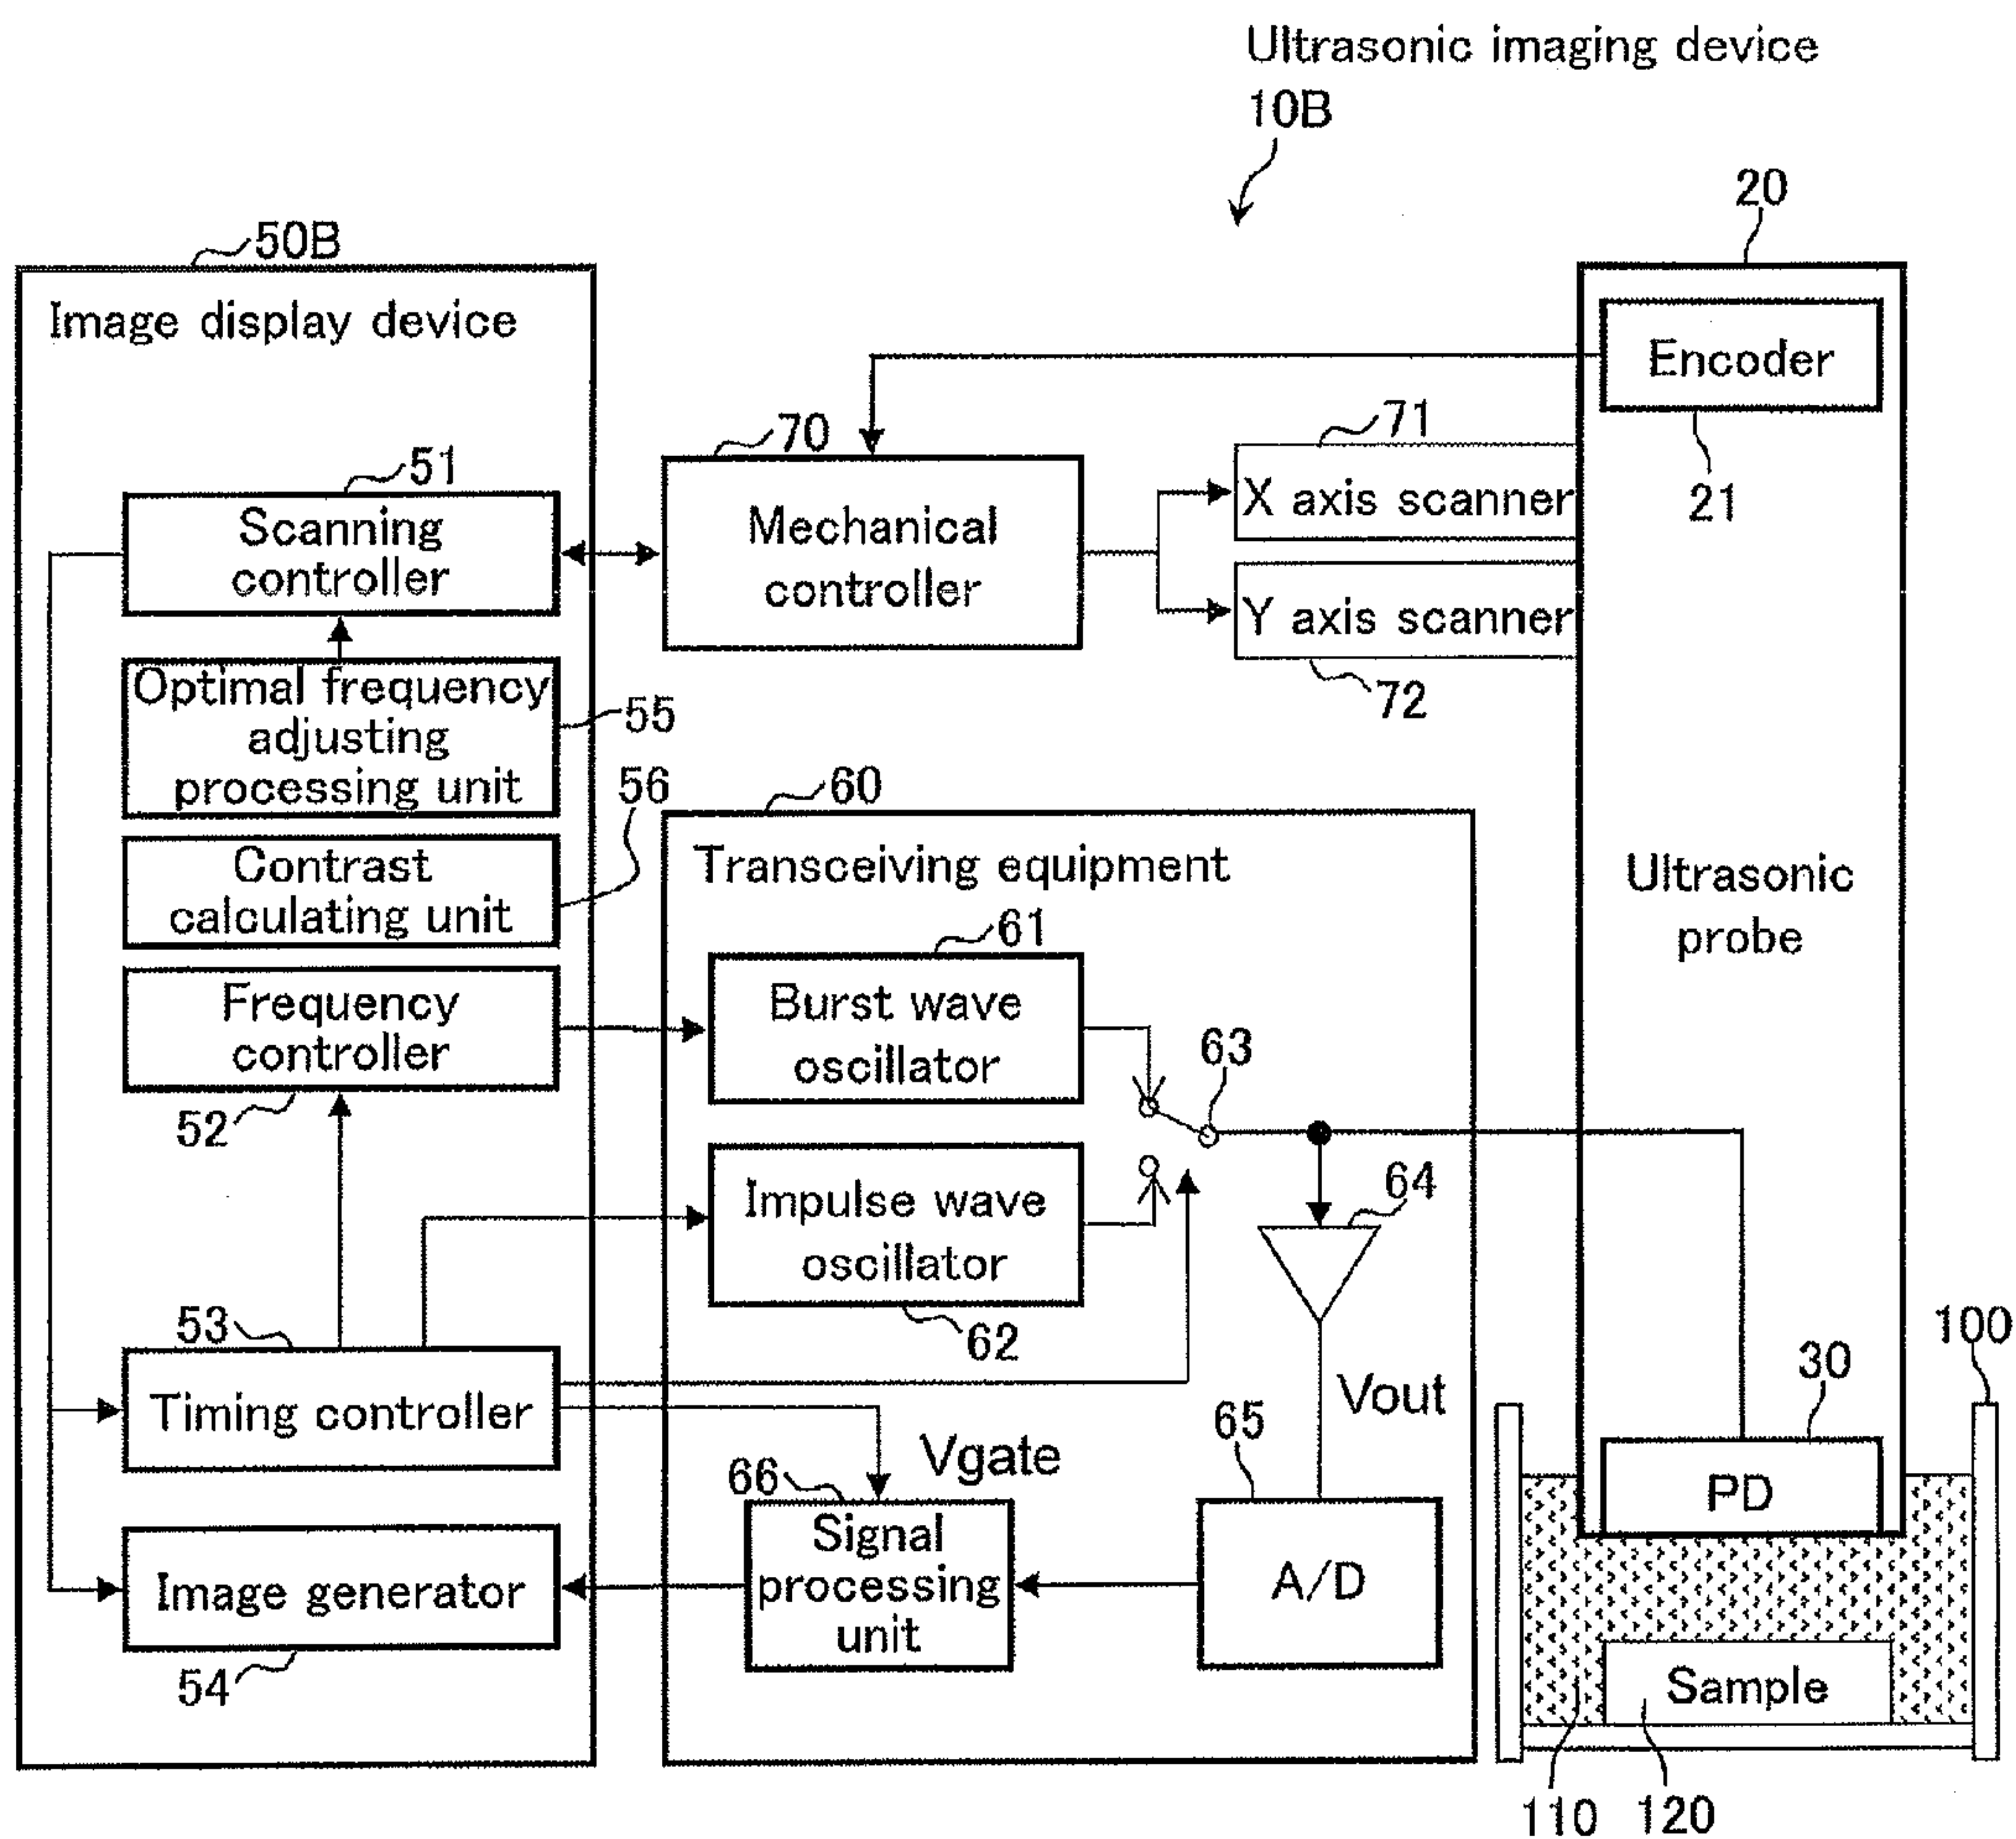 Ultrasonic imaging device
10B
20
50B
Image display device
Encoder
21
70
71
51
Scanning
controller
Mechanical
controller
X axis scanner
Y axis scanner
72
Optimal frequency
adjusting
processing unit
55
56
60
Contrast
calculating unit
Transceiving equipment
Ultrasonic
probe
61
Frequency
controller
52
Burst wave
oscillator
63
64
Impulse wave
oscillator
62
53
Timing controller
Vout
Vgate
65
66
30
100
PD
Signal
processing
unit
A/D
Image generator
54
Sample
110
120